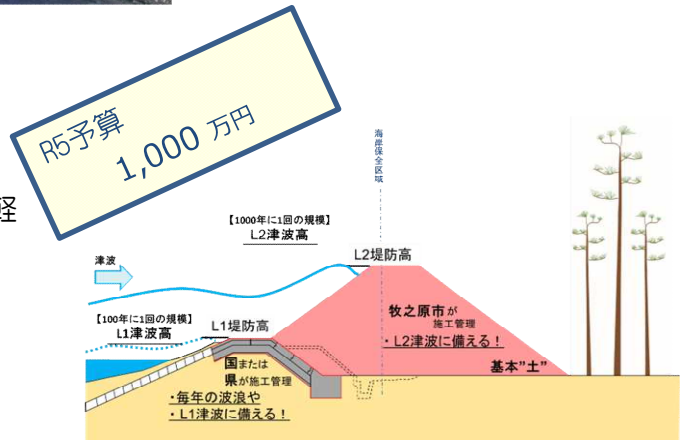 R5予算
1,000 万円
軽
海岸保全区域
【1000年に1回の規模】
L2津波高
L2堤防高
津波
【100年に1回の規模】
L1津波高
L1堤防高
牧之原市が
施工管理
・L2津波に備える！
国または
県が施工管理
・毎年の波浪や
・L1津波に備える！
基本"土"